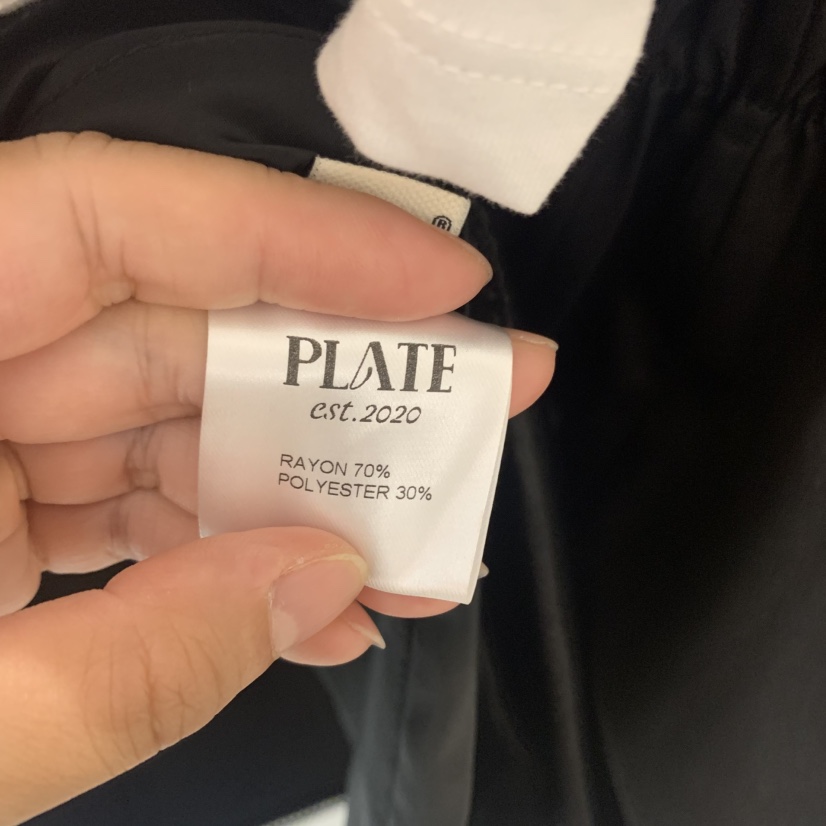 ®
PLATE
est.2020
RAYON 70%
POLYESTER 30%